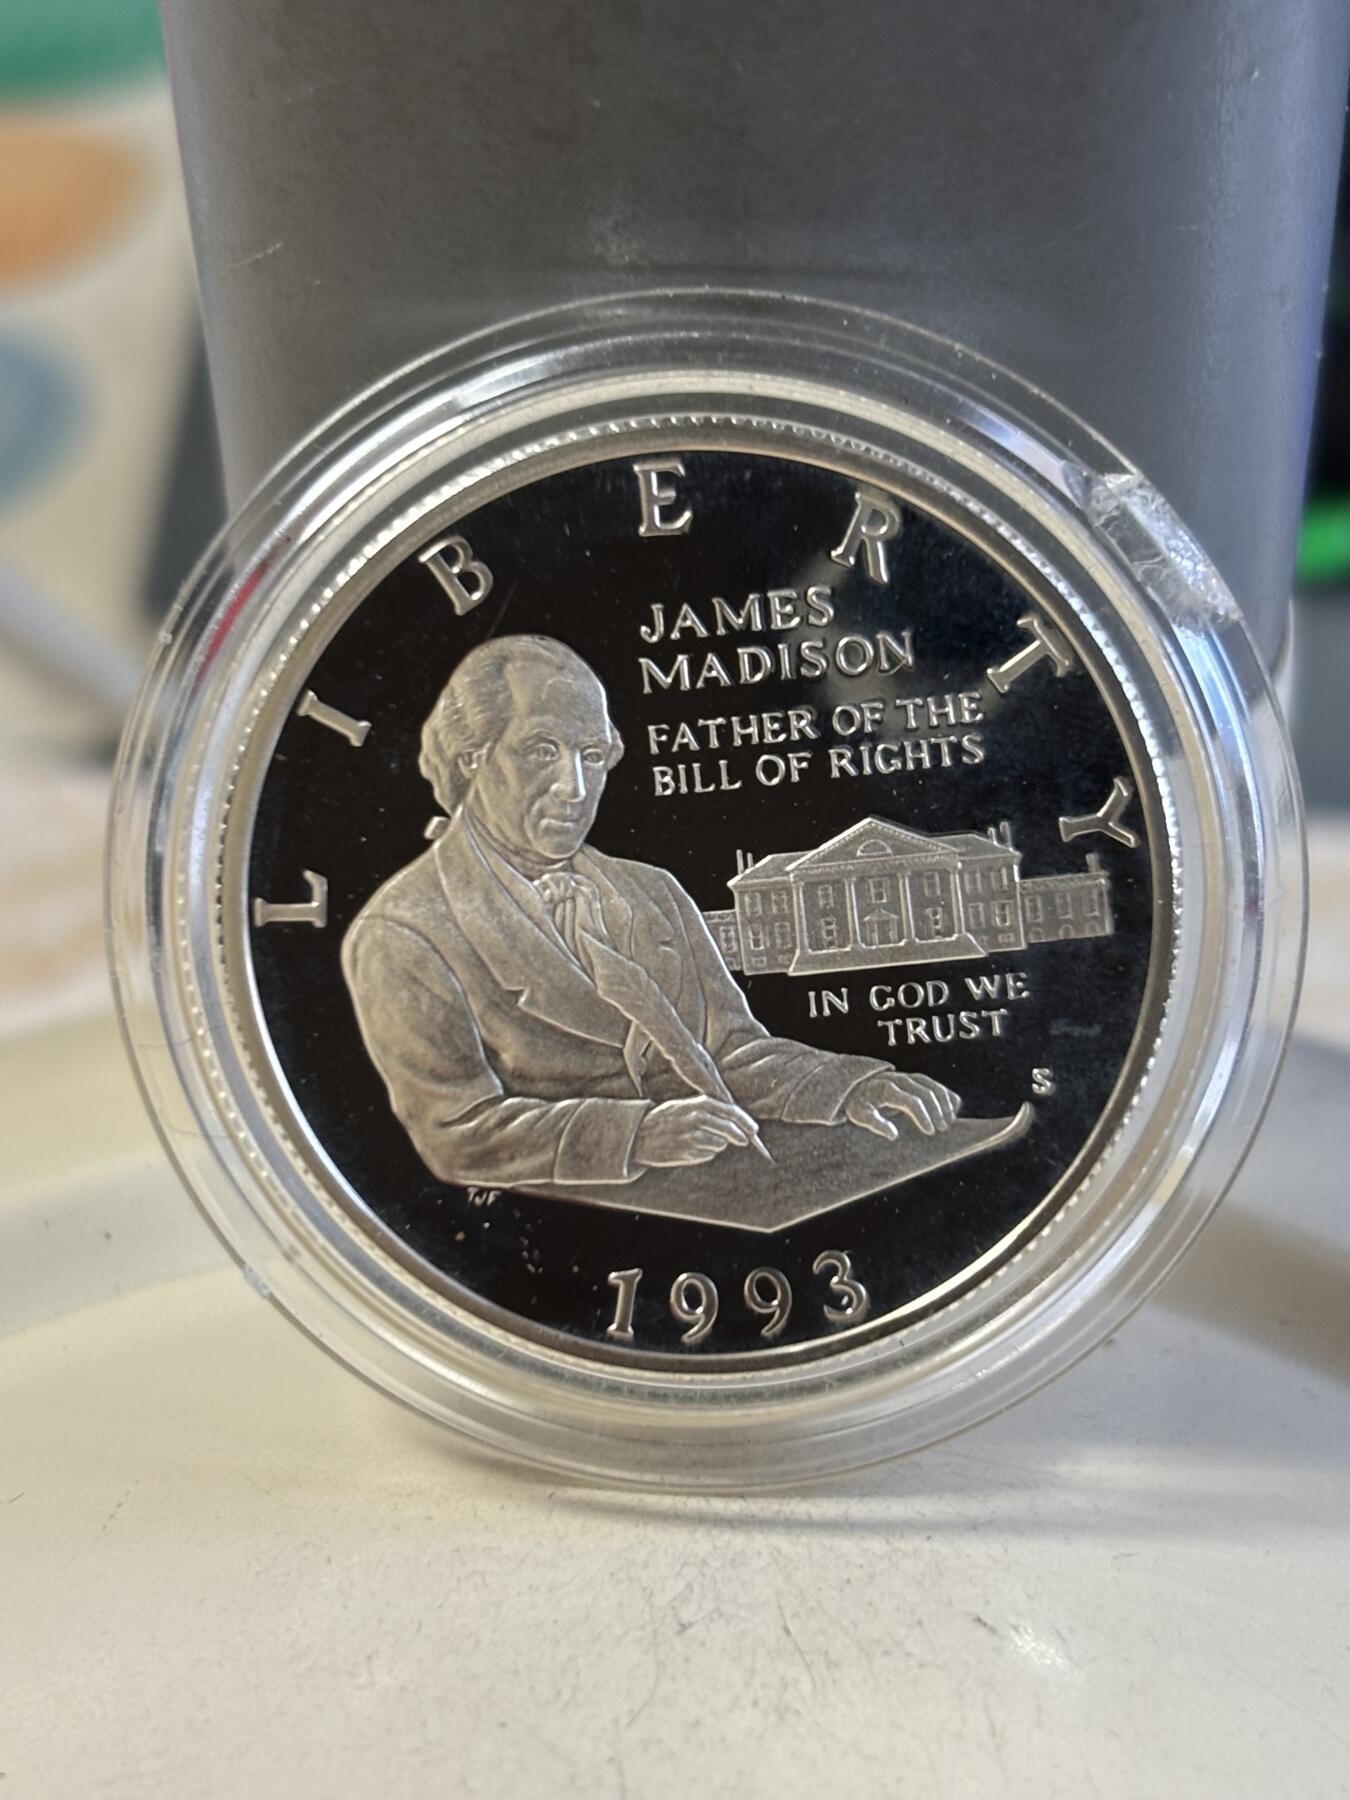 LIBERTY
JAMES
MADISON
FATHER OF THE
BILL OF RIGHTS
IN GOD WE
TRUST
S
TJF
1993